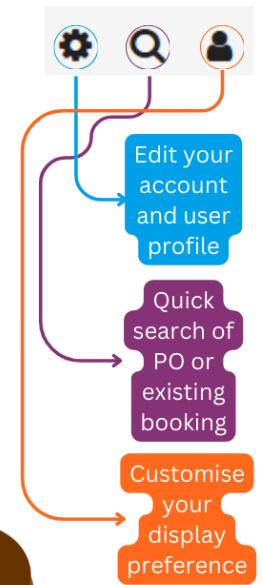 Edit your
account
and user
profile
Quick
search of
PO or
existing
booking
Customise
your
display
preference